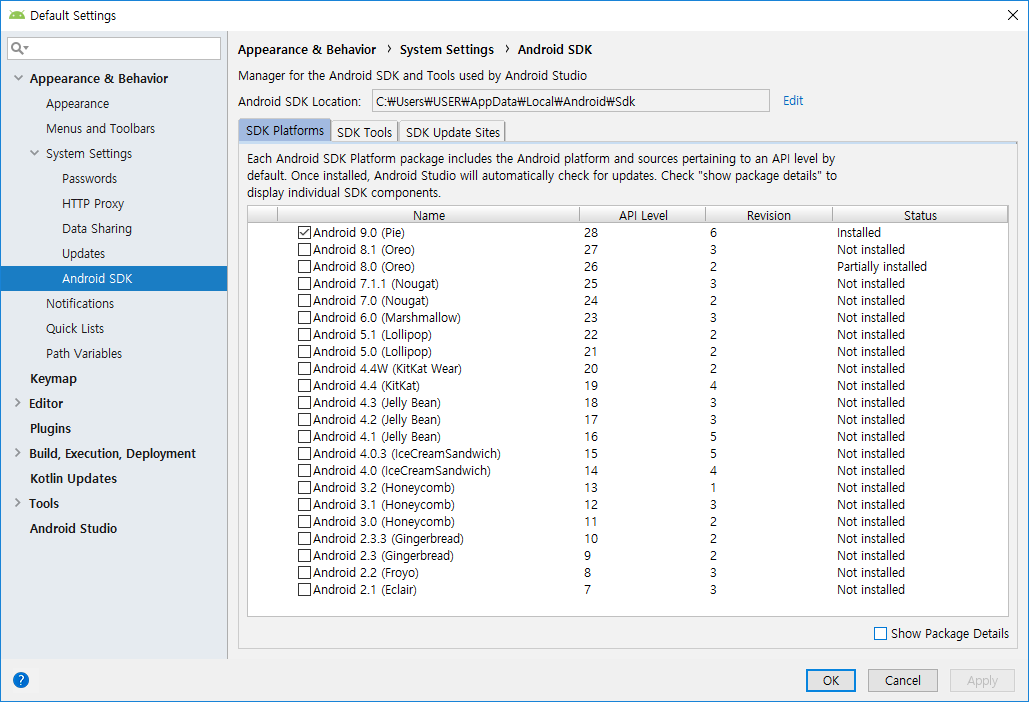 Default Settings
Appearance & Behavior
Appearance
Menus and Toolbars
System Settings
Passwords
HTTP Proxy
Data Sharing
Updates
Android SDK
Notifications
Quick Lists
Path Variables
Keymap
Editor
Plugins
Build, Execution, Deployment
Kotlin Updates
Tools
Android Studio
Appearance & Behavior › System Settings › Android SDK
Manager for the Android SDK and Tools used by Android Studio
Android SDK Location: C:₩Users₩USER₩AppData₩Local₩Android₩Sdk Edit
SDK Platforms SDK Tools SDK Update Sites
Each Android SDK Platform package includes the Android platform and sources pertaining to an API level by
default. Once installed, Android Studio will automatically check for updates. Check "show package details" to
display individual SDK components.
Name API Level Revision Status
Android 9.0 (Pie) 28 6 Installed
Android 8.1 (Oreo) 27 3 Not installed
Android 8.0 (Oreo) 26 2 Partially installed
Android 7.1.1 (Nougat) 25 3 Not installed
Android 7.0 (Nougat) 24 2 Not installed
Android 6.0 (Marshmallow) 23 3 Not installed
Android 5.1 (Lollipop) 22 2 Not installed
Android 5.0 (Lollipop) 21 2 Not installed
Android 4.4W (KitKat Wear) 20 2 Not installed
Android 4.4 (KitKat) 19 4 Not installed
Android 4.3 (Jelly Bean) 18 3 Not installed
Android 4.2 (Jelly Bean) 17 3 Not installed
Android 4.1 (Jelly Bean) 16 5 Not installed
Android 4.0.3 (IceCreamSandwich) 15 5 Not installed
Android 4.0 (IceCreamSandwich) 14 4 Not installed
Android 3.2 (Honeycomb) 13 1 Not installed
Android 3.1 (Honeycomb) 12 3 Not installed
Android 3.0 (Honeycomb) 11 2 Not installed
Android 2.3.3 (Gingerbread) 10 2 Not installed
Android 2.3 (Gingerbread) 9 2 Not installed
Android 2.2 (Froyo) 8 3 Not installed
Android 2.1 (Eclair) 7 3 Not installed
Show Package Details
? OK Cancel Apply